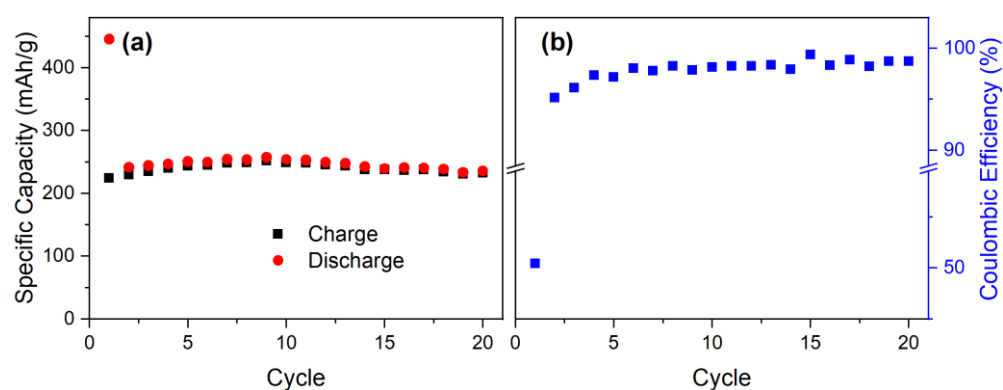 (a)
Specific Capacity (mAh/g)
400
300
200
100
0
Charge
Discharge
0 5 10 15 20
Cycle
(b)
100
90
50
Coulombic Efficiency (%)
0 5 10 15 20
Cycle